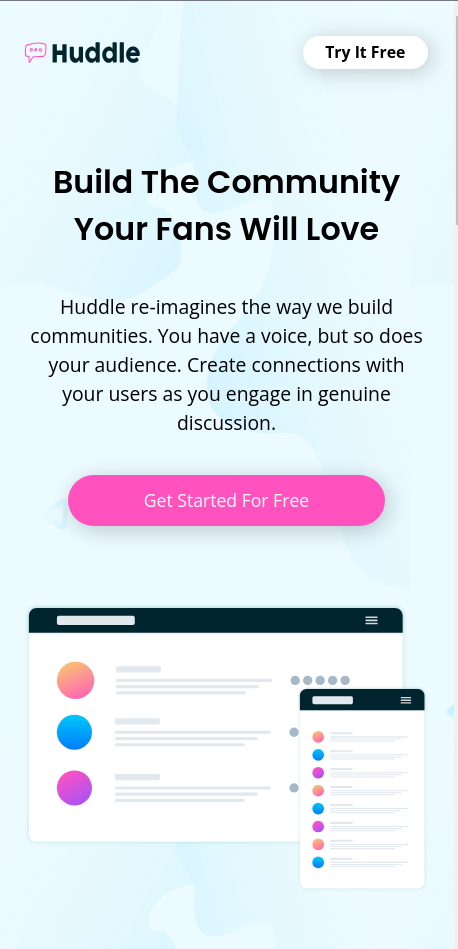 Huddle
Try It Free
Build The Community
Your Fans Will Love
Huddle re-imagines the way we build
communities. You have a voice, but so does
your audience. Create connections with
your users as you engage in genuine
discussion.
Get Started For Free